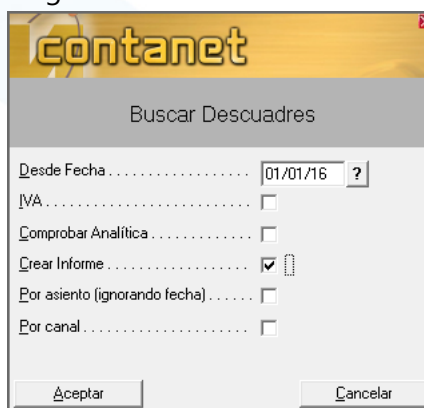 contanet
Buscar Descuadres
Desde Fecha . . . . . . . . . . . . . . . . . . 01/01/16 ?
IVA . . . . . . . . . . . . . . . . . . . . . . . . . .
Comprobar Analítica . . . . . . . . . . . . .
Crear Informe . . . . . . . . . . . . . . . . . .
Por asiento (ignorando fecha) . . . . . .
Por canal . . . . . . . . . . . . . . . . . . . . .
Aceptar Cancelar